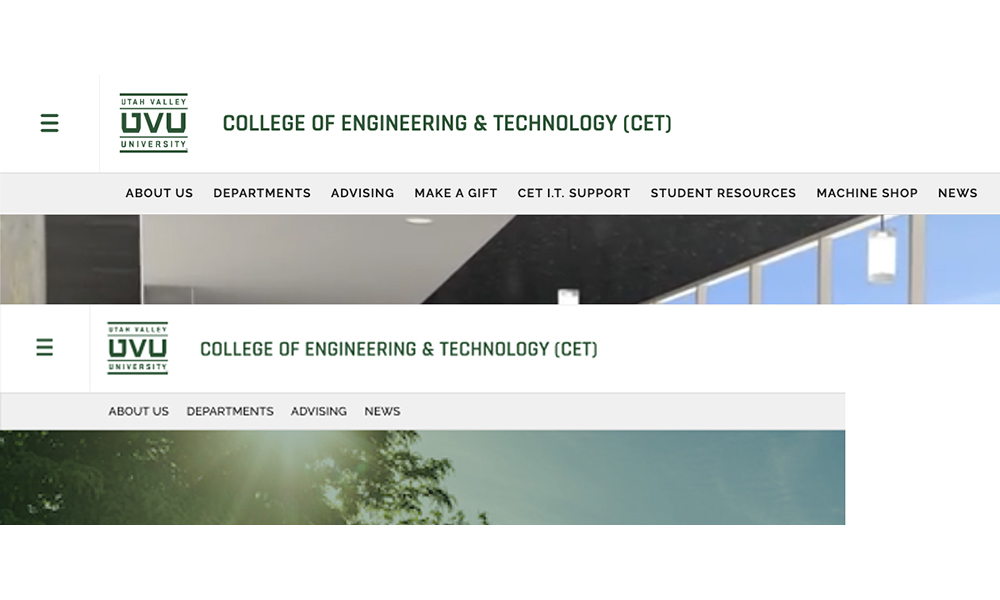 UTAH VALLEY
UVU
UNIVERSITY
COLLEGE OF ENGINEERING & TECHNOLOGY (CET)
ABOUT US DEPARTMENTS ADVISING MAKE A GIFT CET I.T. SUPPORT STUDENT RESOURCES MACHINE SHOP NEWS
UTAH VALLEY
UVU
UNIVERSITY
COLLEGE OF ENGINEERING & TECHNOLOGY (CET)
ABOUT US DEPARTMENTS ADVISING NEWS